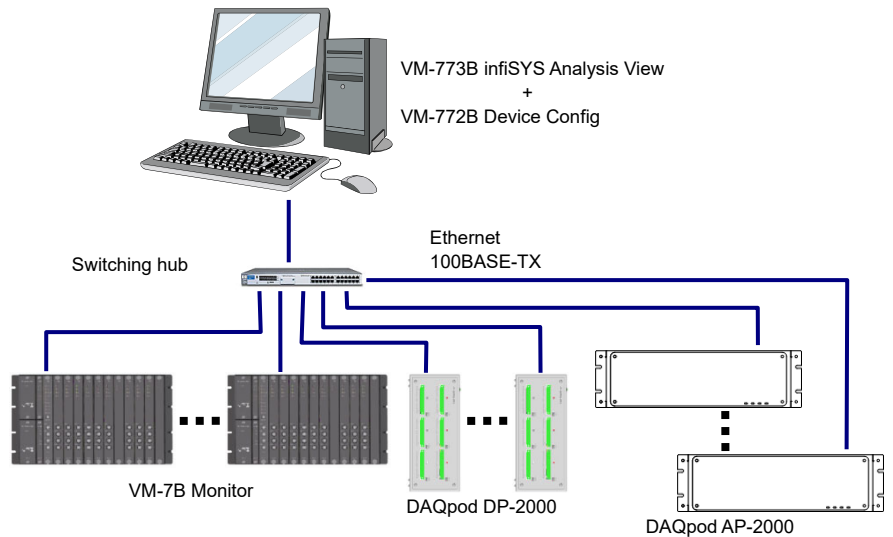 VM-773B infiSYS Analysis View
+
VM-772B Device Config
Ethernet
100BASE-TX
Switching hub
VM-7B Monitor
DAQpod DP-2000
DAQpod AP-2000